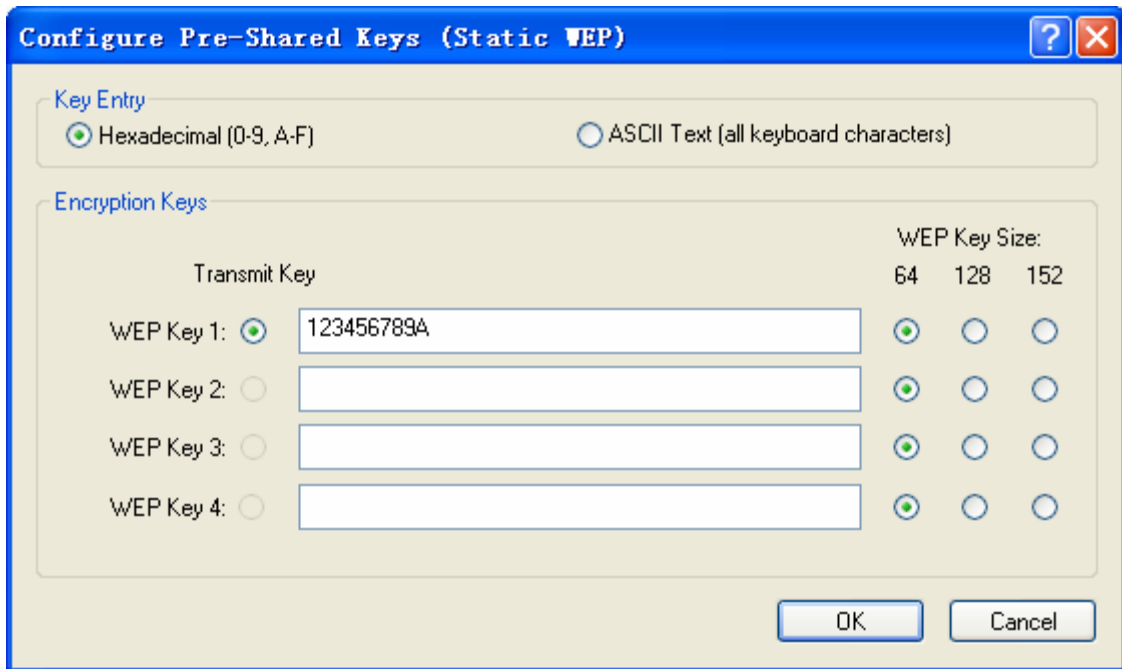 Configure Pre-Shared Keys (Static WEP)
Key Entry
Hexadecimal (0-9, A-F) ASCII Text (all keyboard characters)
Encryption Keys
WEP Key Size:
Transmit Key 64 128 152
WEP Key 1: 123456789A
WEP Key 2:
WEP Key 3:
WEP Key 4:
OK Cancel